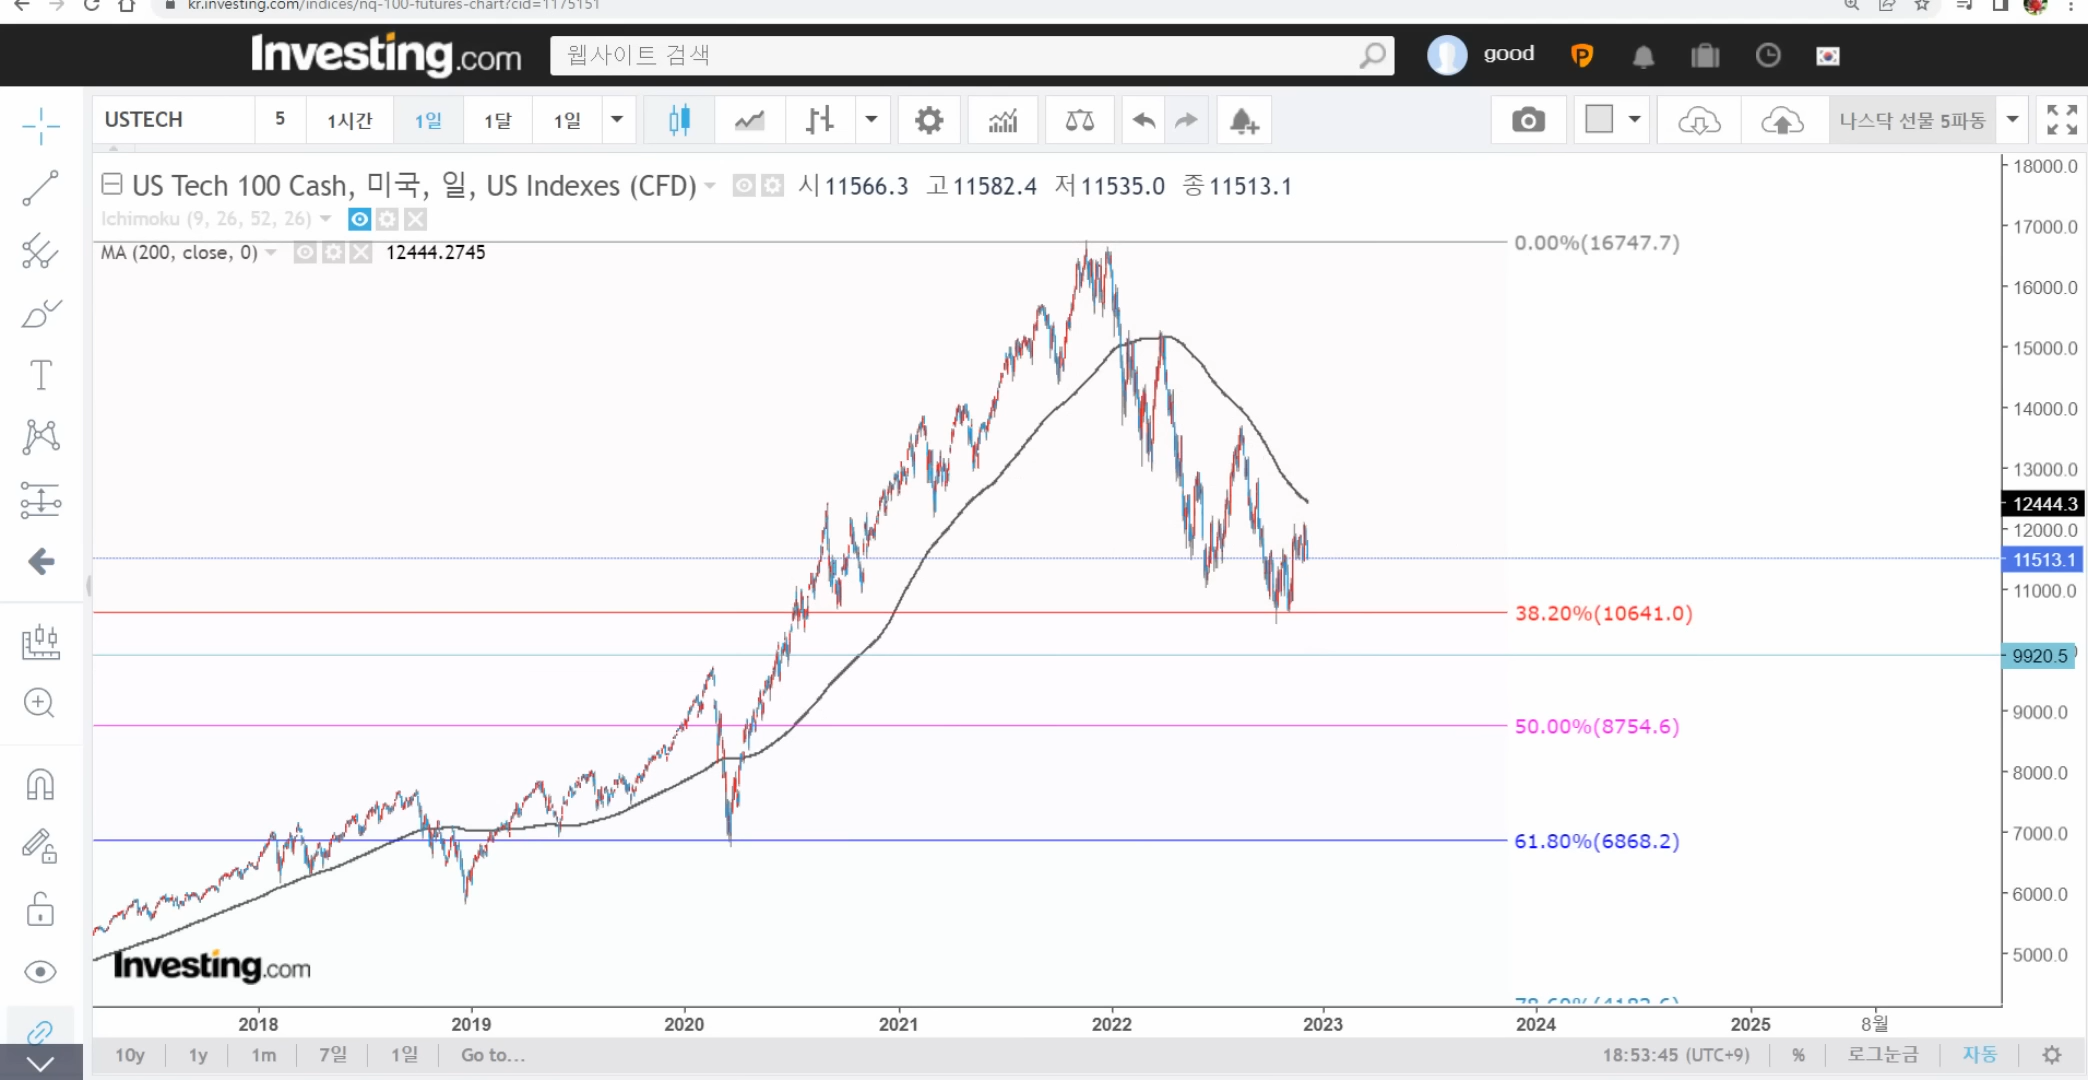 kr.investing.com/indices/nq-100-futures-chart?cid=1175151
Investing.com
웹사이트 검색
good
USTECH
5
1시간
1일
1달
1일
나스닥 선물 5파동
US Tech 100 Cash, 미국, 일, US Indexes (CFD)
시 11566.3 고 11582.4 저 11535.0 종 11513.1
Ichimoku (9, 26, 52, 26)
MA (200, close, 0)
12444.2745
0.00%(16747.7)
38.20%(10641.0)
50.00%(8754.6)
61.80%(6868.2)
18000.0
17000.0
16000.0
15000.0
14000.0
13000.0
12444.3
12000.0
11513.1
11000.0
9920.5
9000.0
8000.0
7000.0
6000.0
5000.0
Investing.com
2018
2019
2020
2021
2022
2023
2024
2025
8월
10y
1y
1m
7일
1일
Go to...
18:53:45 (UTC+9)
%
로그눈금
자동